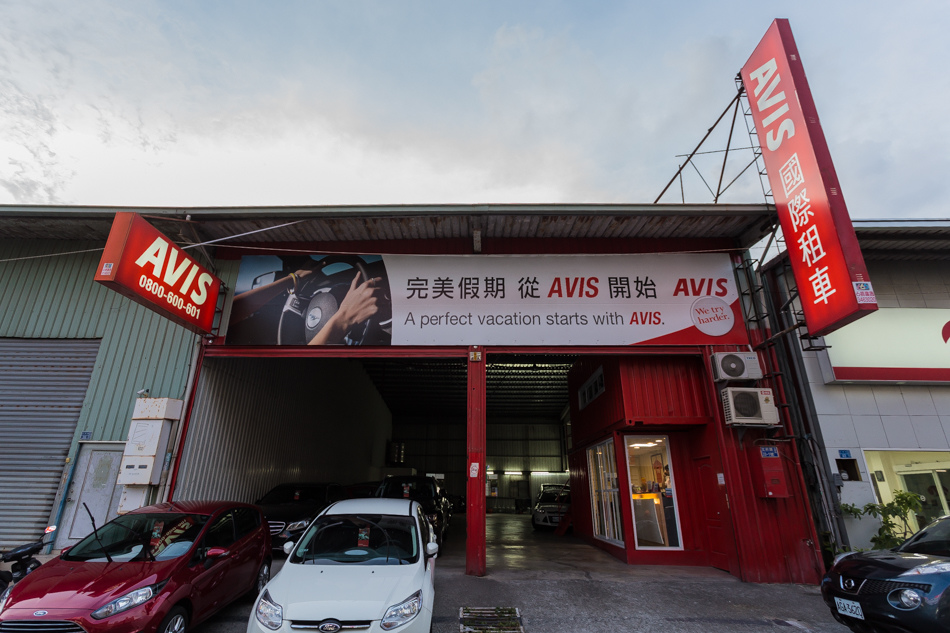 AVIS
0800-600-601
完美假期 從 AVIS 開始
A perfect vacation starts with AVIS.
AVIS
We try
harder.
AVIS 國際租車